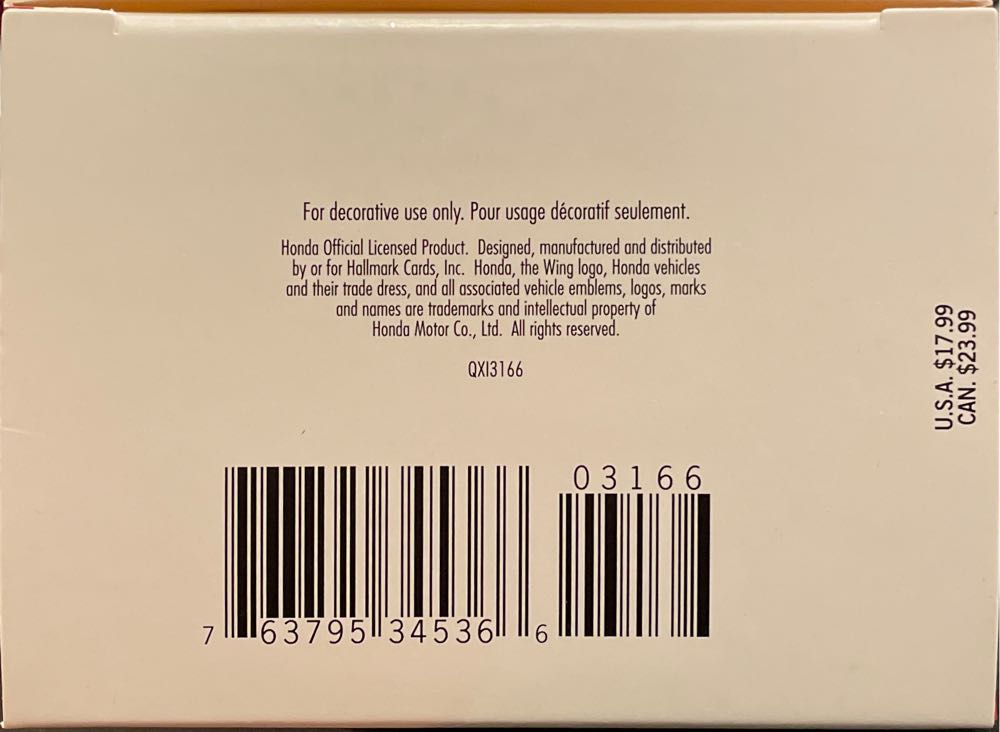 For decorative use only. Pour usage décoratif seulement.
Honda Official Licensed Product. Designed, manufactured and distributed
by or for Hallmark Cards, Inc. Honda, the Wing logo, Honda vehicles
and their trade dress, and all associated vehicle emblems, logos, marks
and names are trademarks and intellectual property of
Honda Motor Co., Ltd. All rights reserved.
QXI3166
U.S.A. $17.99
CAN. $23.99
03166
7 63795 34536 6